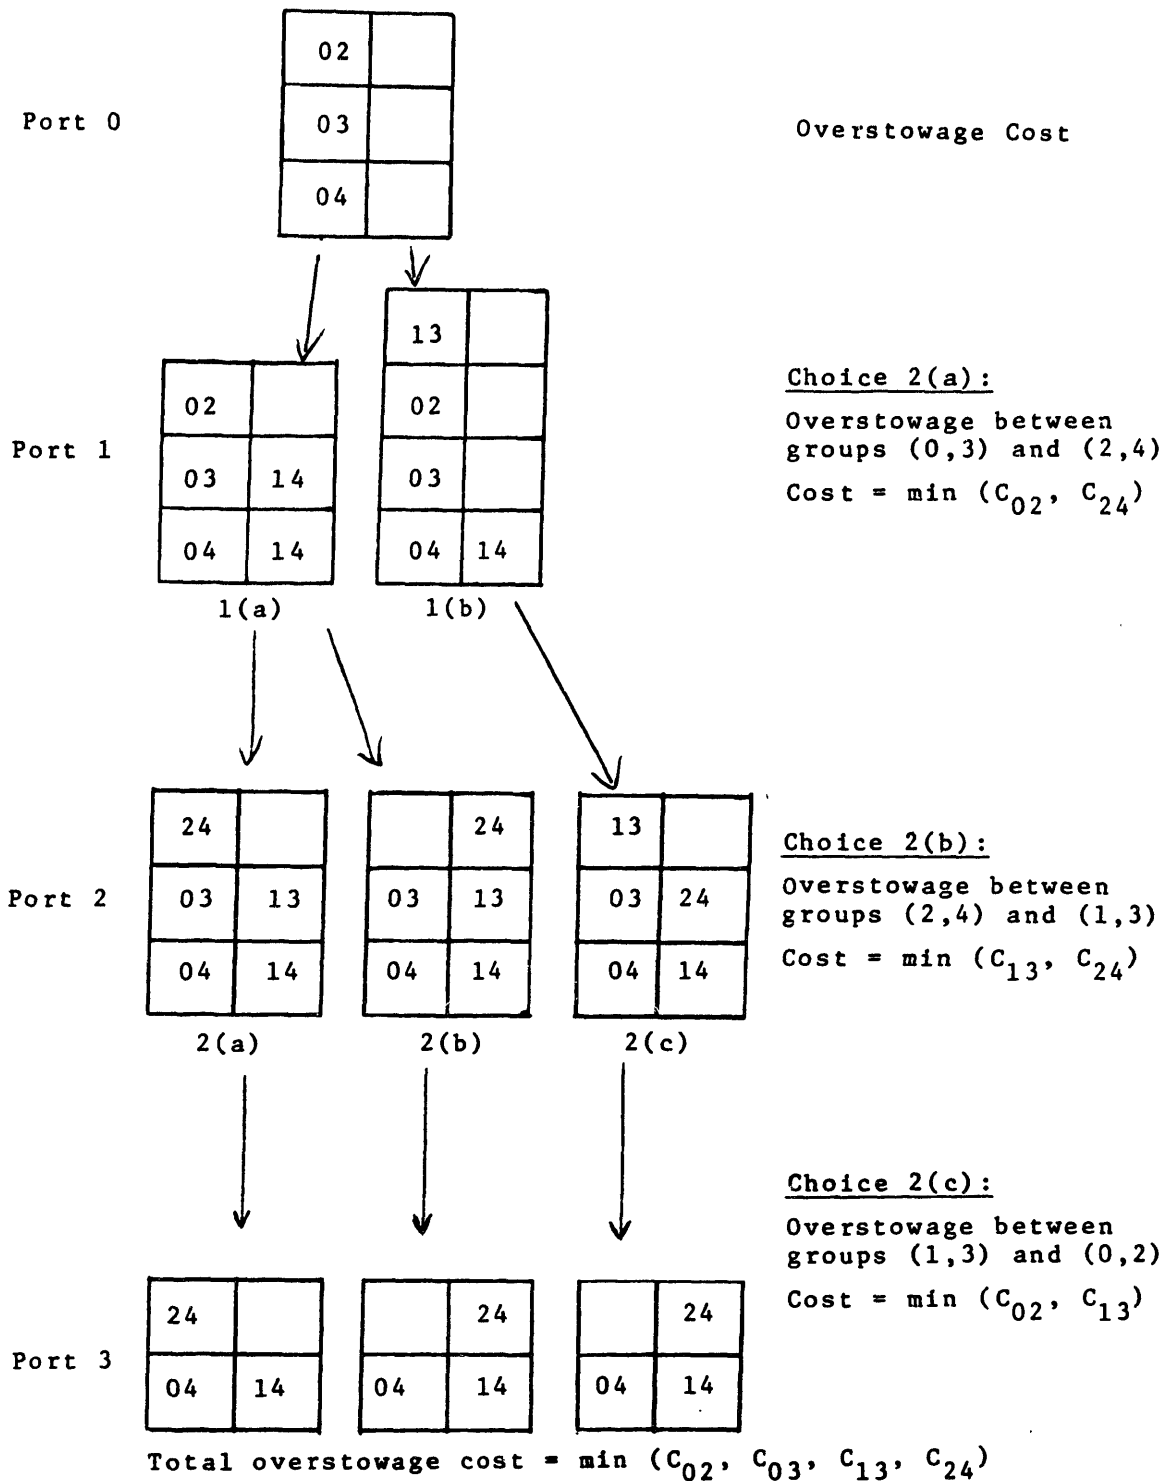 02
Port 0 03 Overstowage Cost
04
13
02 02
Port 1 03 14 03
04 14 04 14
1(a) 1(b)
Choice 2(a):
Overstowage between
groups (0,3) and (2,4)
Cost = min (C02, C24)
24 24 13
Port 2 03 13 03 13 03 24
04 14 04 14 04 14
2(a) 2(b) 2(c)
Choice 2(b):
Overstowage between
groups (2,4) and (1,3)
Cost = min (C13, C24)
Choice 2(c):
Overstowage between
groups (1,3) and (0,2)
Cost = min (C02, C13)
24 24 24
Port 3 04 14 04 14 04 14
Total overstowage cost = min (C02, C03, C13, C24)